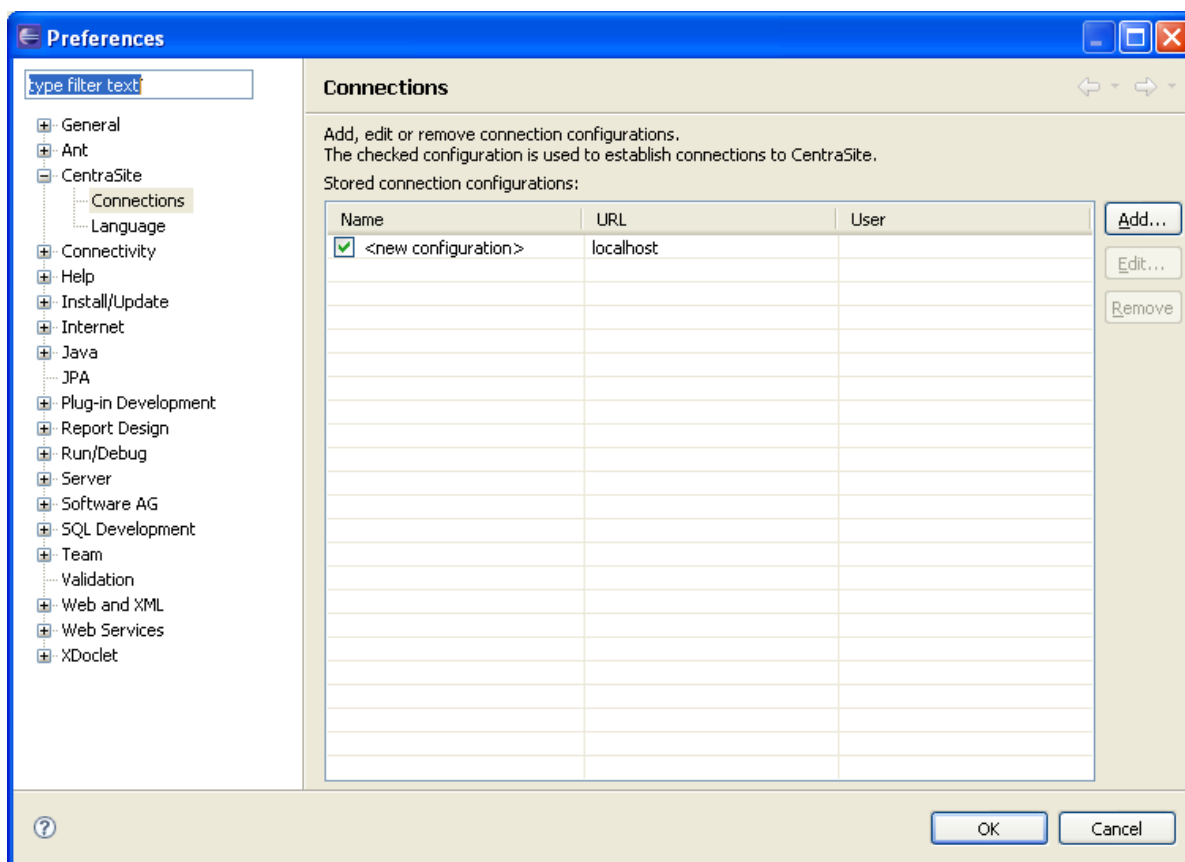 Preferences
type filter text
General
Ant
CentraSite
Connections
Language
Connectivity
Help
Install/Update
Internet
Java
JPA
Plug-in Development
Report Design
Run/Debug
Server
Software AG
SQL Development
Team
Validation
Web and XML
Web Services
XDoclet
Connections
Add, edit or remove connection configurations.
The checked configuration is used to establish connections to CentraSite.
Stored connection configurations:
Name URL User
<new configuration> localhost
Add...
Edit...
Remove
OK Cancel